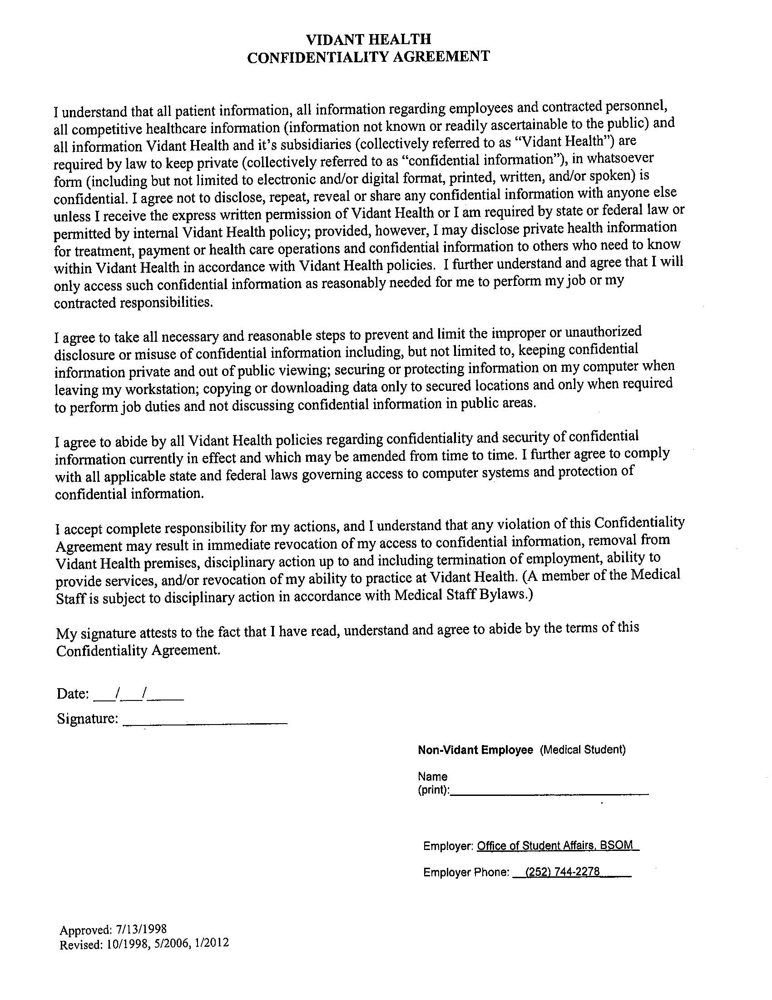 VIDANT HEALTH
CONFIDENTIALITY AGREEMENT
I understand that all patient information, all information regarding employees and contracted personnel,
all competitive healthcare information (information not known or readily ascertainable to the public) and
all information Vidant Health and it's subsidiaries (collectively referred to as "Vidant Health") are
required by law to keep private (collectively referred to as "confidential information"), in whatsoever
form (including but not limited to electronic and/or digital format, printed, written, and/or spoken) is
confidential. I agree not to disclose, repeat, reveal or share any confidential information with anyone else
unless I receive the express written permission of Vidant Health or I am required by state or federal law or
permitted by internal Vidant Health policy; provided, however, I may disclose private health information
for treatment, payment or health care operations and confidential information to others who need to know
within Vidant Health in accordance with Vidant Health policies. I further understand and agree that I will
only access such confidential information as reasonably needed for me to perform my job or my
contracted responsibilities.
I agree to take all necessary and reasonable steps to prevent and limit the improper or unauthorized
disclosure or misuse of confidential information including, but not limited to, keeping confidential
information private and out of public viewing; securing or protecting information on my computer when
leaving my workstation; copying or downloading data only to secured locations and only when required
to perform job duties and not discussing confidential information in public areas.
I agree to abide by all Vidant Health policies regarding confidentiality and security of confidential
information currently in effect and which may be amended from time to time. I further agree to comply
with all applicable state and federal laws governing access to computer systems and protection of
confidential information.
I accept complete responsibility for my actions, and I understand that any violation of this Confidentiality
Agreement may result in immediate revocation of my access to confidential information, removal from
Vidant Health premises, disciplinary action up to and including termination of employment, ability to
provide services, and/or revocation of my ability to practice at Vidant Health. (A member of the Medical
Staff is subject to disciplinary action in accordance with Medical Staff Bylaws.)
My signature attests to the fact that I have read, understand and agree to abide by the terms of this
Confidentiality Agreement.
Date: ___/___/_____
Signature: ______________________
Non-Vidant Employee (Medical Student)
Name
(print):______________________________
Employer: Office of Student Affairs, BSOM
Employer Phone: (252) 744-2278
Approved: 7/13/1998
Revised: 10/1998, 5/2006, 1/2012